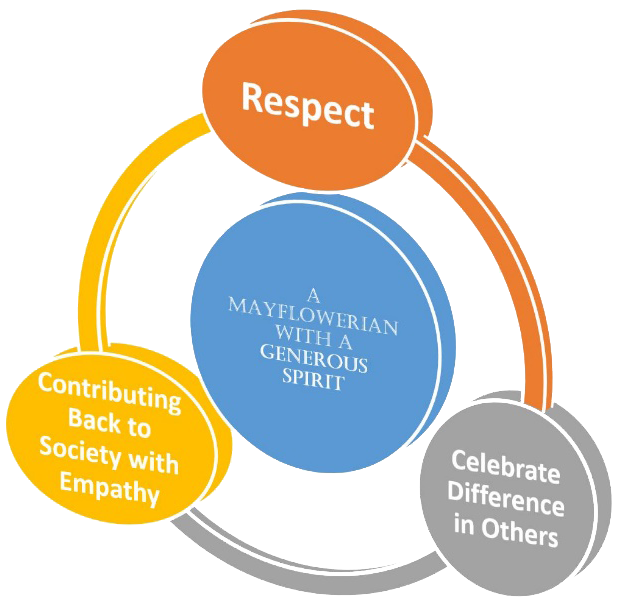 Respect
A
MAYFLOWERIAN
WITH A
GENEROUS
SPIRIT
Contributing
Back to
Society with
Empathy
Celebrate
Difference
in Others